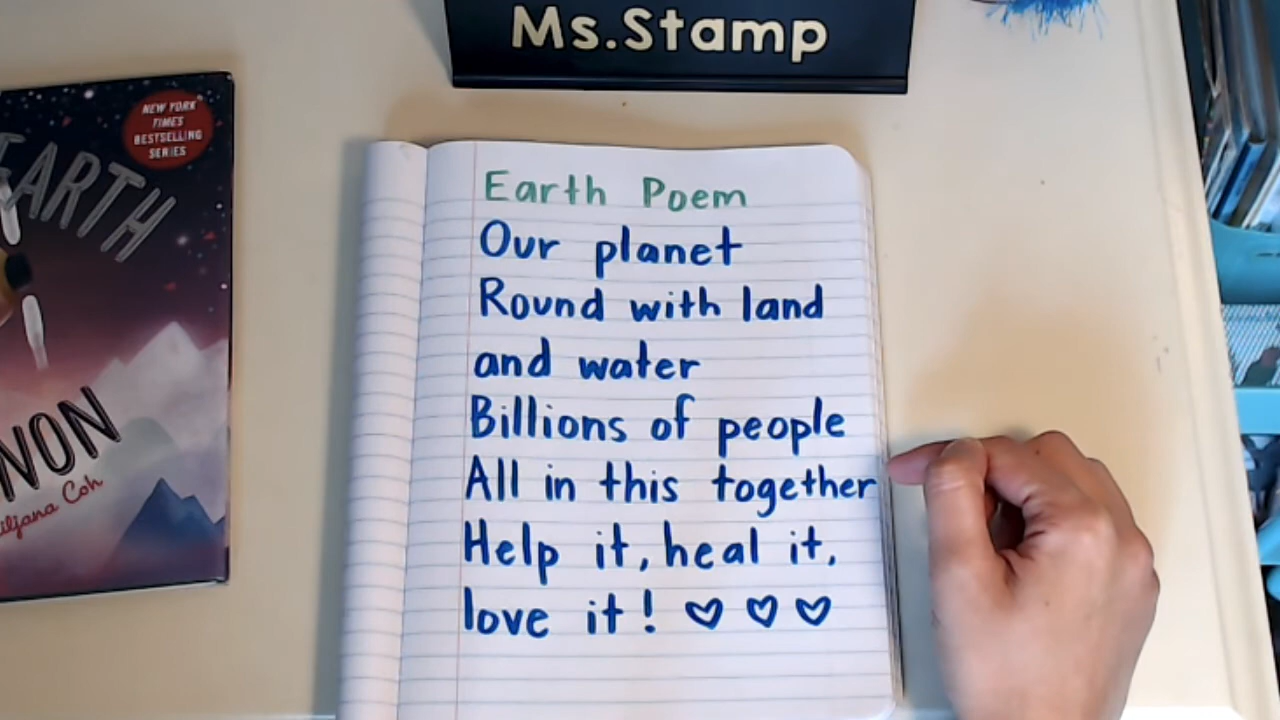 Ms.Stamp
NEW YORK
TIMES
BESTSELLING
SERIES
EARTH
Earth Poem
Our planet
Round with land
and water
Billions of people
All in this together
Help it, heal it,
love it! ♡ ♡ ♡